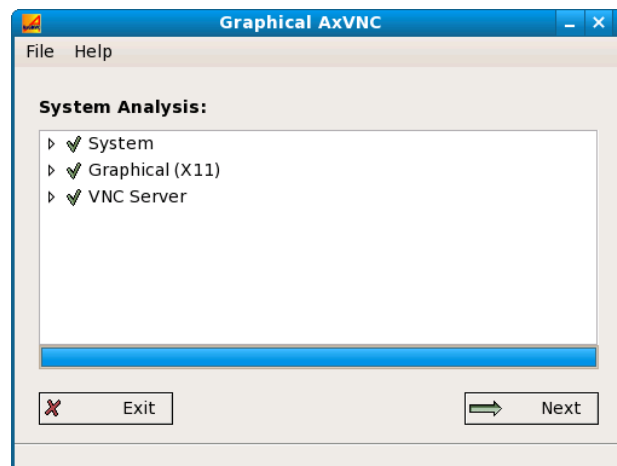 Graphical AxVNC
File Help
System Analysis:
System
Graphical (X11)
VNC Server
Exit Next